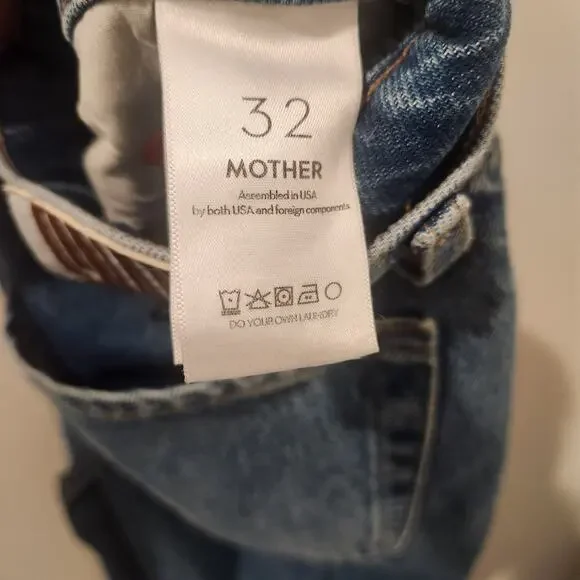 32
MOTHER
Assembled in USA
by both USA and foreign components
DO YOUR OWN LAUNDRY